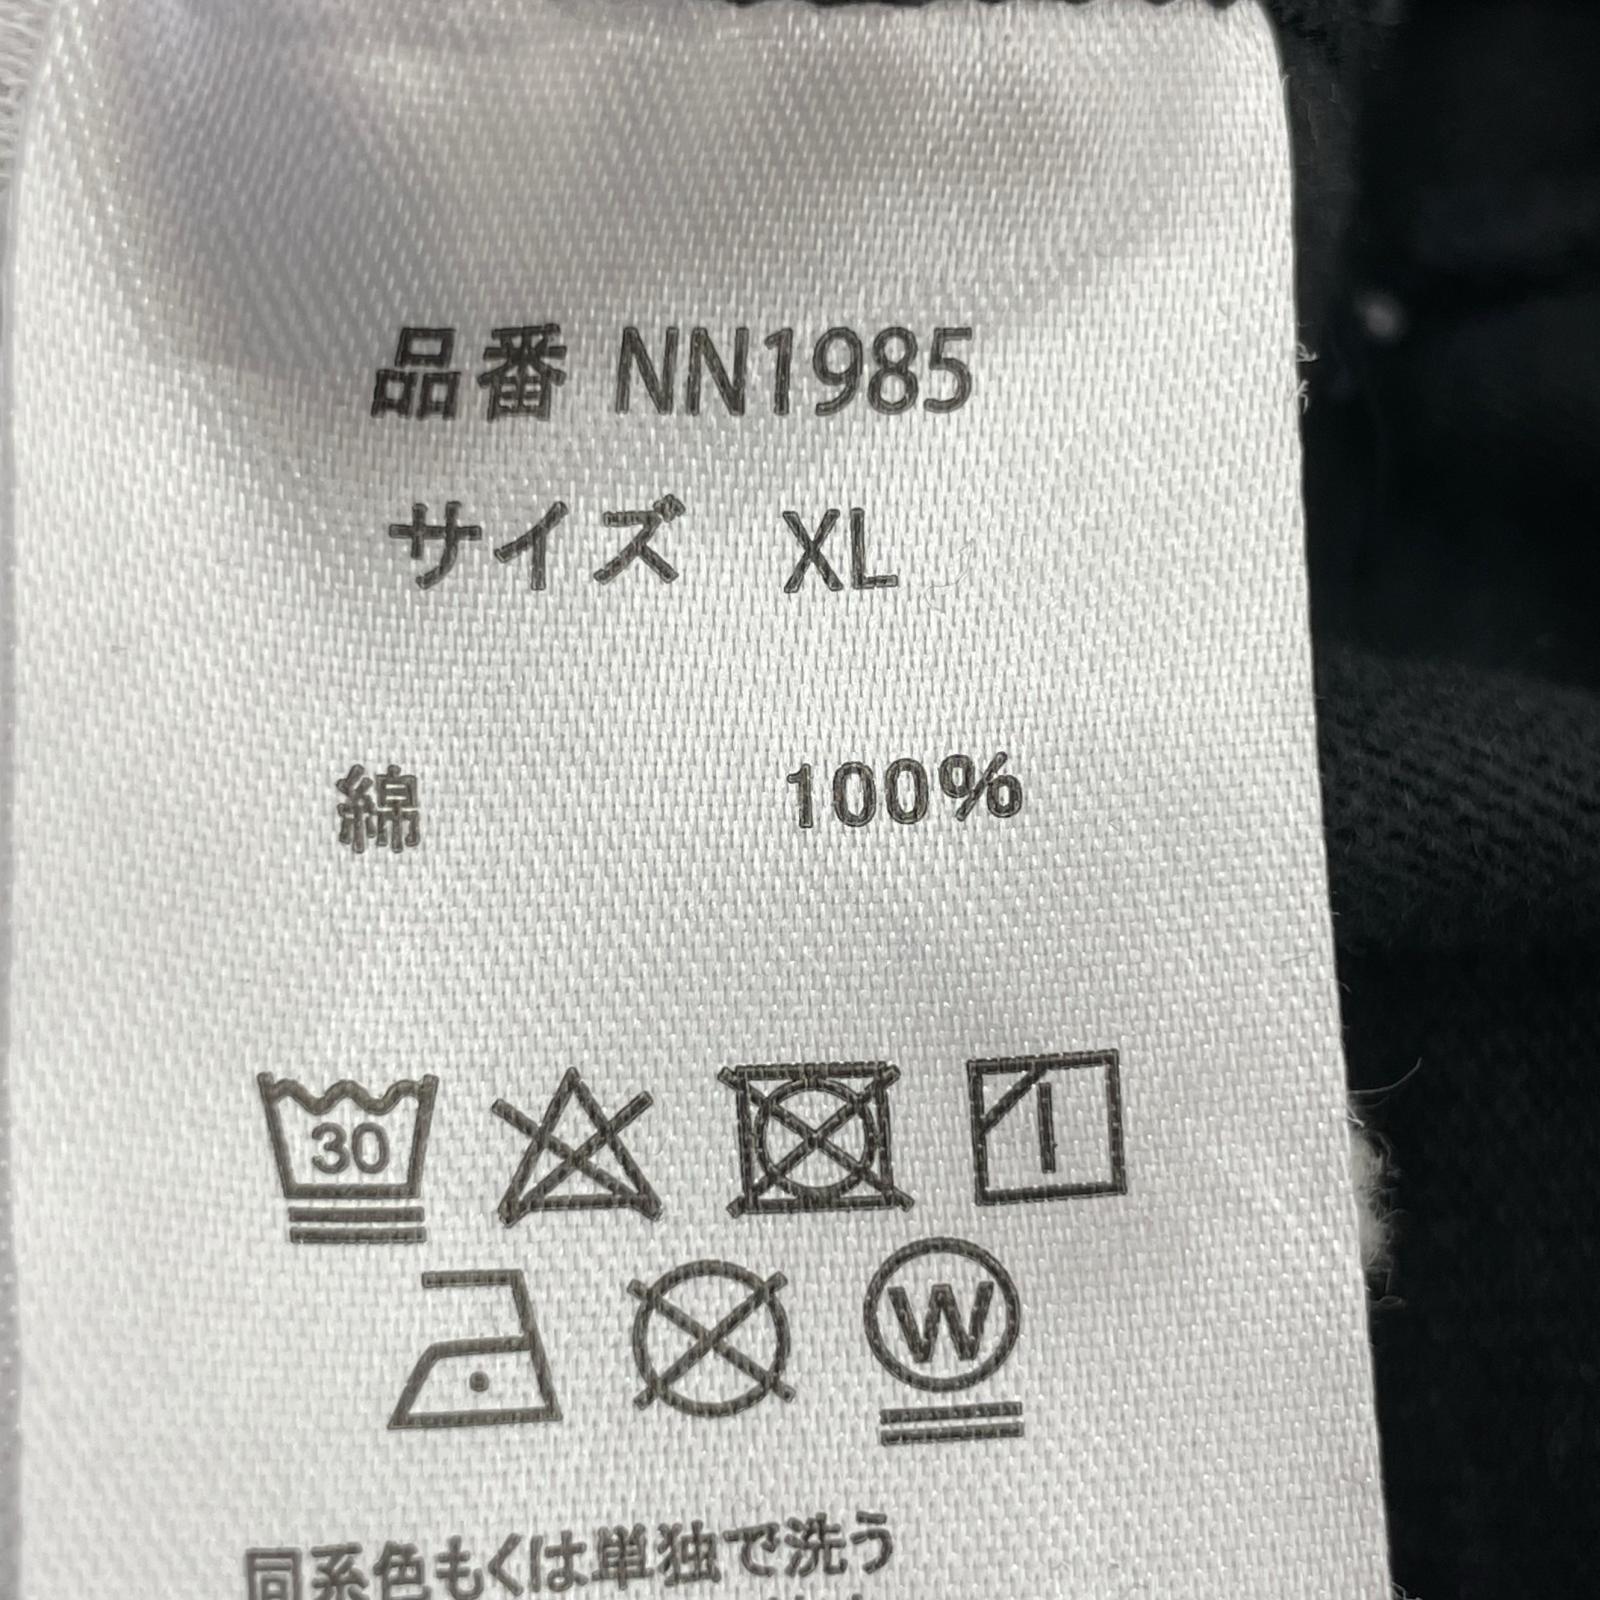 品番 NN1985
サイズ XL
綿 100%
30
W
同系色もくは単独で洗う